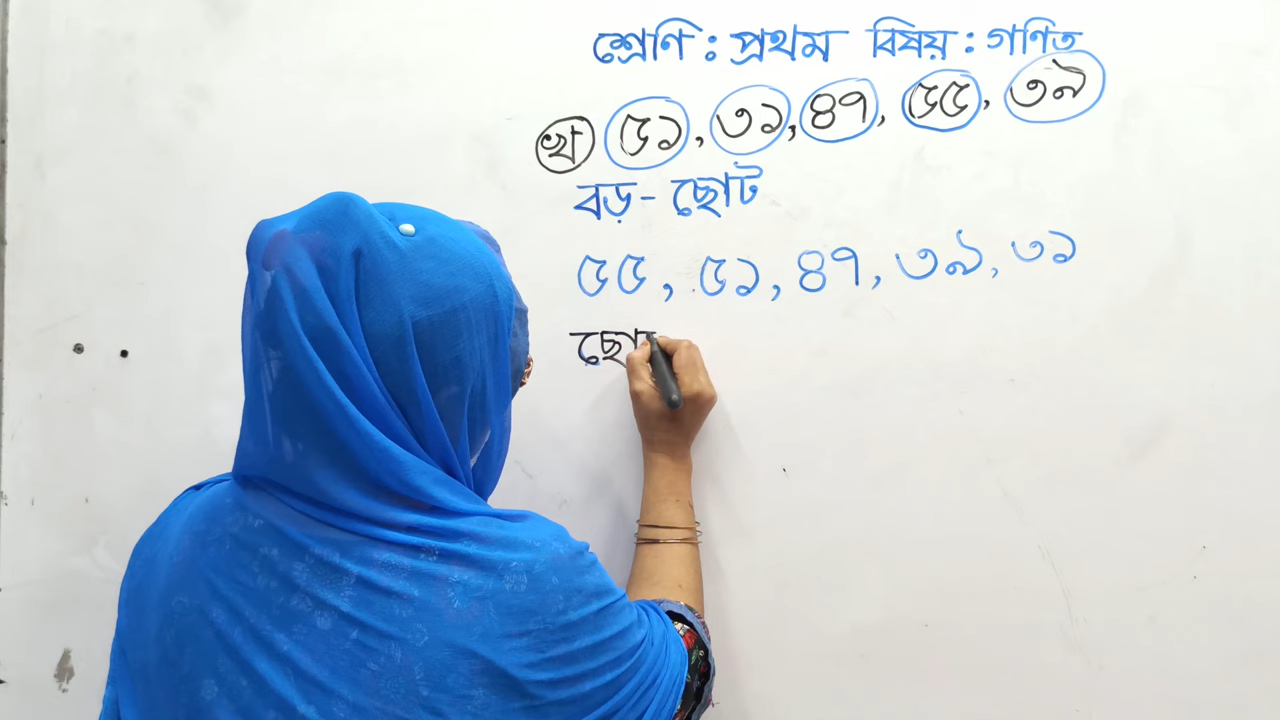 শ্রেণি : প্রথম বিষয় : গণিত
খ ৫১, ৩১, ৪৭, ৫৫, ৩৯
বড় - ছোট
৫৫, ৫১, ৪৭, ৩৯, ৩১